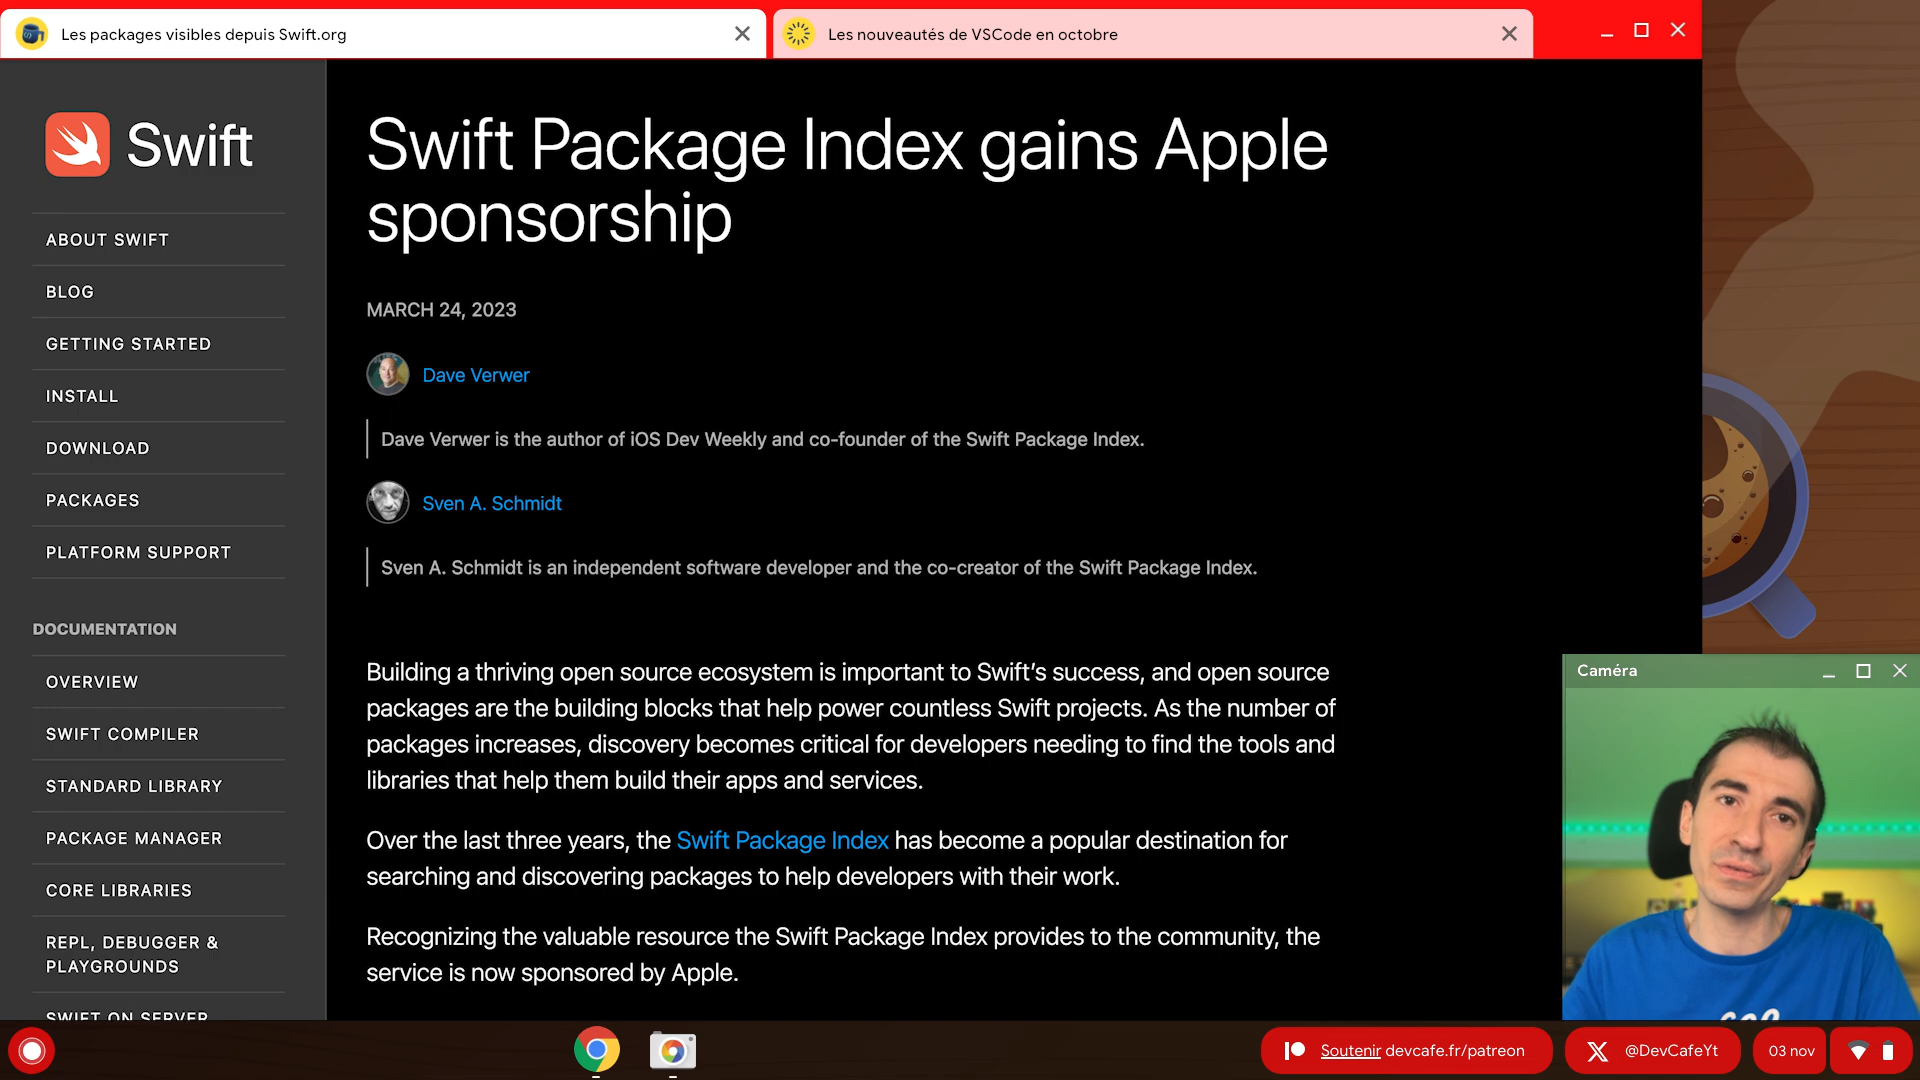 Les packages visibles depuis Swift.org
Les nouveautés de VSCode en octobre
Swift
ABOUT SWIFT
BLOG
GETTING STARTED
INSTALL
DOWNLOAD
PACKAGES
PLATFORM SUPPORT
DOCUMENTATION
OVERVIEW
SWIFT COMPILER
STANDARD LIBRARY
PACKAGE MANAGER
CORE LIBRARIES
REPL, DEBUGGER &
PLAYGROUNDS
SWIFT ON SERVER
Swift Package Index gains Apple
sponsorship
MARCH 24, 2023
Dave Verwer
Dave Verwer is the author of iOS Dev Weekly and co-founder of the Swift Package Index.
Sven A. Schmidt
Sven A. Schmidt is an independent software developer and the co-creator of the Swift Package Index.
Building a thriving open source ecosystem is important to Swift’s success, and open source
packages are the building blocks that help power countless Swift projects. As the number of
packages increases, discovery becomes critical for developers needing to find the tools and
libraries that help them build their apps and services.
Over the last three years, the Swift Package Index has become a popular destination for
searching and discovering packages to help developers with their work.
Recognizing the valuable resource the Swift Package Index provides to the community, the
service is now sponsored by Apple.
Caméra
Soutenir devcafe.fr/patreon
@DevCafeYt
03 nov